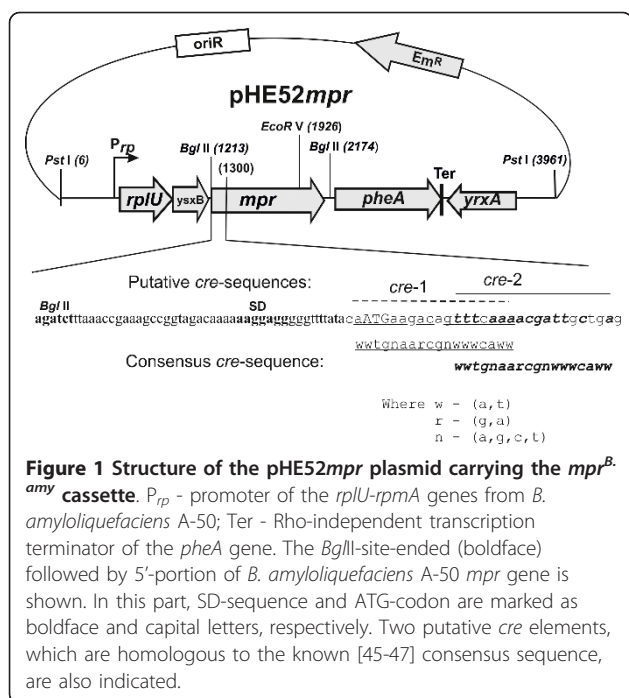 oriR
EmR
pHE52mpr
EcoR V (1926)
Prp
Bgl II (1213)
Bgl II (2174)
Pst I (6)
(1300)
Pst I (3961)
Ter
rplU
ysxB
mpr
pheA
yrxA
Putative cre-sequences:
cre-1
cre-2
Bgl II
SD
agatctttaaaccgaaagccggtagacaaaaaaggaggggggttttatacaATGaagacagtttcaaaacgattgctgag
wwtgnaarcgnwwwcaww
Consensus cre-sequence:
wwtgnaarcgnwwwcaww
Where w - (a,t)
r - (g,a)
n - (a,g,c,t)
Figure 1 Structure of the pHE52mpr plasmid carrying the mprB.
amy cassette. Prp - promoter of the rplU-rpmA genes from B.
amyloliquefaciens A-50; Ter - Rho-independent transcription
terminator of the pheA gene. The BglII-site-ended (boldface)
followed by 5'-portion of B. amyloliquefaciens A-50 mpr gene is
shown. In this part, SD-sequence and ATG-codon are marked as
boldface and capital letters, respectively. Two putative cre elements,
which are homologous to the known [45-47] consensus sequence,
are also indicated.